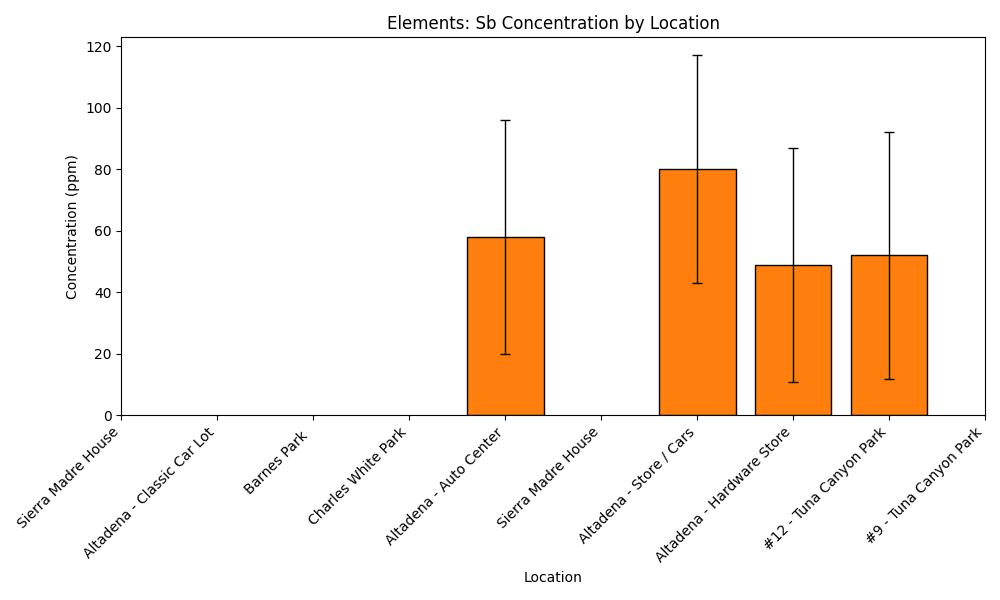 Elements: Sb Concentration by Location
Concentration (ppm)
120
100
80
60
40
20
0
Sierra Madre House
Altadena - Classic Car Lot
Barnes Park
Charles White Park
Altadena - Auto Center
Sierra Madre House
Altadena - Store / Cars
Altadena - Hardware Store
#12 - Tuna Canyon Park
#9 - Tuna Canyon Park
Location